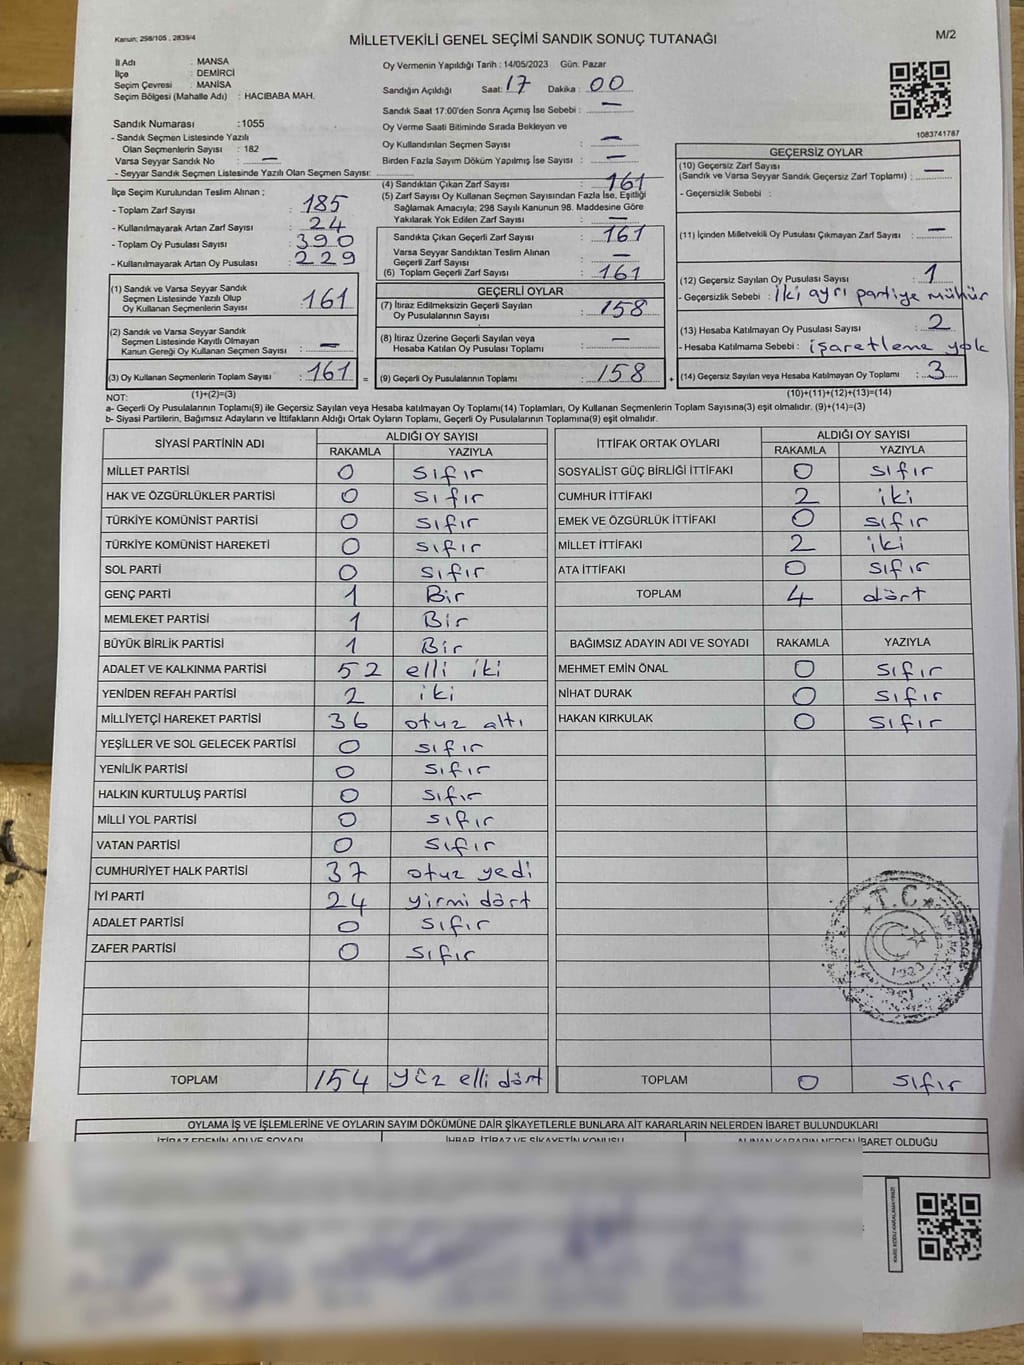 Kanun: 298/105 , 2839/4
MİLLETVEKİLİ GENEL SEÇİMİ SANDIK SONUÇ TUTANAĞI
M/2
İl Adı : MANSA
İlçe : DEMİRCİ
Seçim Çevresi : MANİSA
Seçim Bölgesi (Mahalle Adı) : HACIBABA MAH.
Sandık Numarası : 1055
- Sandık Seçmen Listesinde Yazılı
Olan Seçmenlerin Sayısı : 182
Varsa Seyyar Sandık No : —
- Seyyar Sandık Seçmen Listesinde Yazılı Olan Seçmen Sayısı:
Oy Vermenin Yapıldığı Tarih : 14/05/2023 Gün: Pazar
Sandığın Açıldığı Saat: 17 Dakika : 00
Sandık Saat 17:00'den Sonra Açımış İse Sebebi : —
Oy Verme Saati Bitiminde Sırada Bekleyen ve
Oy Kullandırılan Seçmen Sayısı : —
Birden Fazla Sayım Döküm Yapılmış İse Sayısı : —
1083741787
İlçe Seçim Kurulundan Teslim Alınan ;
- Toplam Zarf Sayısı : 185
- Kullanılmayarak Artan Zarf Sayısı : 24
- Toplam Oy Pusulası Sayısı : 390
- Kullanılmayarak Artan Oy Pusulası : 229
(1) Sandık ve Varsa Seyyar Sandık
Seçmen Listesinde Yazılı Olup
Oy Kullanan Seçmenlerin Sayısı : 161
(2) Sandık ve Varsa Seyyar Sandık
Seçmen Listesinde Kayıtlı Olmayan
Kanun Gereği Oy Kullanan Seçmen Sayısı : —
(3) Oy Kullanan Seçmenlerin Toplam Sayısı : 161 =
(1)+(2)=(3)
(4) Sandıktan Çıkan Zarf Sayısı : 161
(5) Zarf Sayısı Oy Kullanan Seçmen Sayısından Fazla İse, Eşitliği
Sağlamak Amacıyla; 298 Sayılı Kanunun 98. Maddesine Göre
Yakılarak Yok Edilen Zarf Sayısı : —
Sandıkta Çıkan Geçerli Zarf Sayısı : 161
Varsa Seyyar Sandıktan Teslim Alınan
Geçerli Zarf Sayısı : —
(6) Toplam Geçerli Zarf Sayısı : 161
GEÇERLİ OYLAR
(7) İtiraz Edilmeksizin Geçerli Sayılan
Oy Pusulalarının Sayısı : 158
(8) İtiraz Üzerine Geçerli Sayılan veya
Hesaba Katılan Oy Pusulası Toplamı : —
(9) Geçerli Oy Pusulalarının Toplamı : 158 +
GEÇERSİZ OYLAR
(10) Geçersiz Zarf Sayısı
(Sandık ve Varsa Seyyar Sandık Geçersiz Zarf Toplamı) : —
- Geçersizlik Sebebi :
(11) İçinden Milletvekili Oy Pusulası Çıkmayan Zarf Sayısı : —
(12) Geçersiz Sayılan Oy Pusulası Sayısı : 1
- Geçersizlik Sebebi : iki ayrı partiye mühür
(13) Hesaba Katılmayan Oy Pusulası Sayısı : 2
- Hesaba Katılmama Sebebi : işaretleme yok
(14) Geçersiz Sayılan veya Hesaba Katılmayan Oy Toplamı : 3
(10)+(11)+(12)+(13)=(14)
NOT:
a- Geçerli Oy Pusulalarının Toplamı(9) ile Geçersiz Sayılan veya Hesaba katılmayan Oy Toplamı(14) Toplamları, Oy Kullanan Seçmenlerin Toplam Sayısına(3) eşit olmalıdır. (9)+(14)=(3)
b- Siyasi Partilerin, Bağımsız Adayların ve İttifakların Aldığı Ortak Oyların Toplamı, Geçerli Oy Pusulalarının Toplamına(9) eşit olmalıdır.
SİYASİ PARTİNİN ADI ALDIĞI OY SAYISI
RAKAMLA YAZIYLA
MİLLET PARTİSİ 0 sıfır
HAK VE ÖZGÜRLÜKLER PARTİSİ 0 sıfır
TÜRKİYE KOMÜNİST PARTİSİ 0 sıfır
TÜRKİYE KOMÜNİST HAREKETİ 0 sıfır
SOL PARTİ 0 sıfır
GENÇ PARTİ 1 Bir
MEMLEKET PARTİSİ 1 Bir
BÜYÜK BİRLİK PARTİSİ 1 Bir
ADALET VE KALKINMA PARTİSİ 52 elli iki
YENİDEN REFAH PARTİSİ 2 iki
MİLLİYETÇİ HAREKET PARTİSİ 36 otuz altı
YEŞİLLER VE SOL GELECEK PARTİSİ 0 sıfır
YENİLİK PARTİSİ 0 sıfır
HALKIN KURTULUŞ PARTİSİ 0 sıfır
MİLLİ YOL PARTİSİ 0 sıfır
VATAN PARTİSİ 0 sıfır
CUMHURİYET HALK PARTİSİ 37 otuz yedi
İYİ PARTİ 24 yirmi dört
ADALET PARTİSİ 0 sıfır
ZAFER PARTİSİ 0 sıfır
TOPLAM 154 yüz elli dört
İTTİFAK ORTAK OYLARI ALDIĞI OY SAYISI
RAKAMLA YAZIYLA
SOSYALİST GÜÇ BİRLİĞİ İTTİFAKI 0 sıfır
CUMHUR İTTİFAKI 2 iki
EMEK VE ÖZGÜRLÜK İTTİFAKI 0 sıfır
MİLLET İTTİFAKI 2 iki
ATA İTTİFAKI 0 sıfır
TOPLAM 4 dört
BAĞIMSIZ ADAYIN ADI VE SOYADI RAKAMLA YAZIYLA
MEHMET EMİN ÖNAL 0 sıfır
NİHAT DURAK 0 sıfır
HAKAN KIRKULAK 0 sıfır
T.C.
1923
TOPLAM 0 sıfır
OYLAMA İŞ VE İŞLEMLERİNE VE OYLARIN SAYIM DÖKÜMÜNE DAİR ŞİKAYETLERLE BUNLARA AİT KARARLARIN NELERDEN İBARET BULUNDUKLARI
İTİRAZ EDENİN ADI VE SOYADI İHBAR, İTİRAZ VE ŞİKAYETİN KONUSU ALINAN KARARIN NEDEN İBARET OLDUĞU